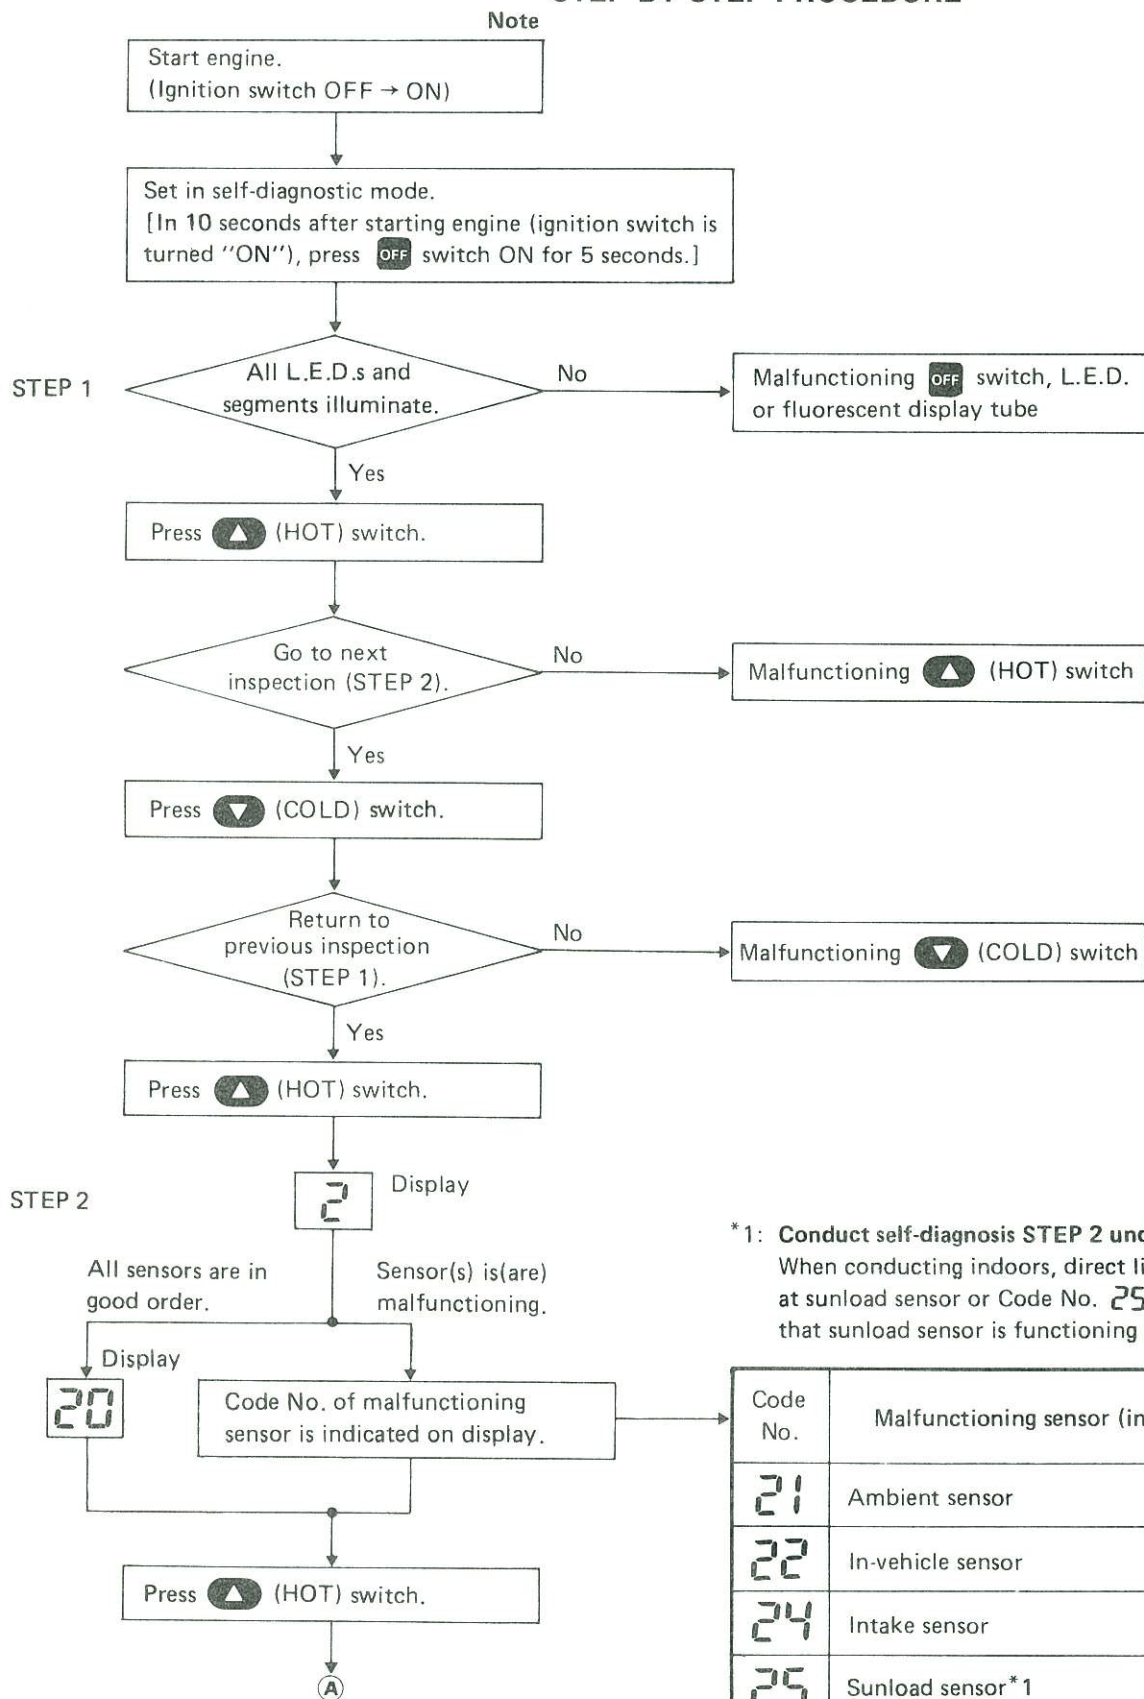 Note
Start engine.
(Ignition switch OFF → ON)
Set in self-diagnostic mode.
[In 10 seconds after starting engine (ignition switch is
turned "ON"), press OFF switch ON for 5 seconds.]
STEP 1
All L.E.D.s and
segments illuminate.
No
Malfunctioning OFF switch, L.E.D.
or fluorescent display tube
Yes
Press ▲ (HOT) switch.
Go to next
inspection (STEP 2).
No
Malfunctioning ▲ (HOT) switch
Yes
Press ▼ (COLD) switch.
Return to
previous inspection
(STEP 1).
No
Malfunctioning ▼ (COLD) switch
Yes
Press ▲ (HOT) switch.
STEP 2
2
Display
All sensors are in
good order.
Sensor(s) is(are)
malfunctioning.
Display
20
Code No. of malfunctioning
sensor is indicated on display.
Press ▲ (HOT) switch.
A
*1: Conduct self-diagnosis STEP 2
When conducting indoors, direct
at sunload sensor or Code No. 25
that sunload sensor is functioning
Code
No.
Malfunctioning sensor
21
Ambient sensor
22
In-vehicle sensor
24
Intake sensor
25
Sunload sensor*1